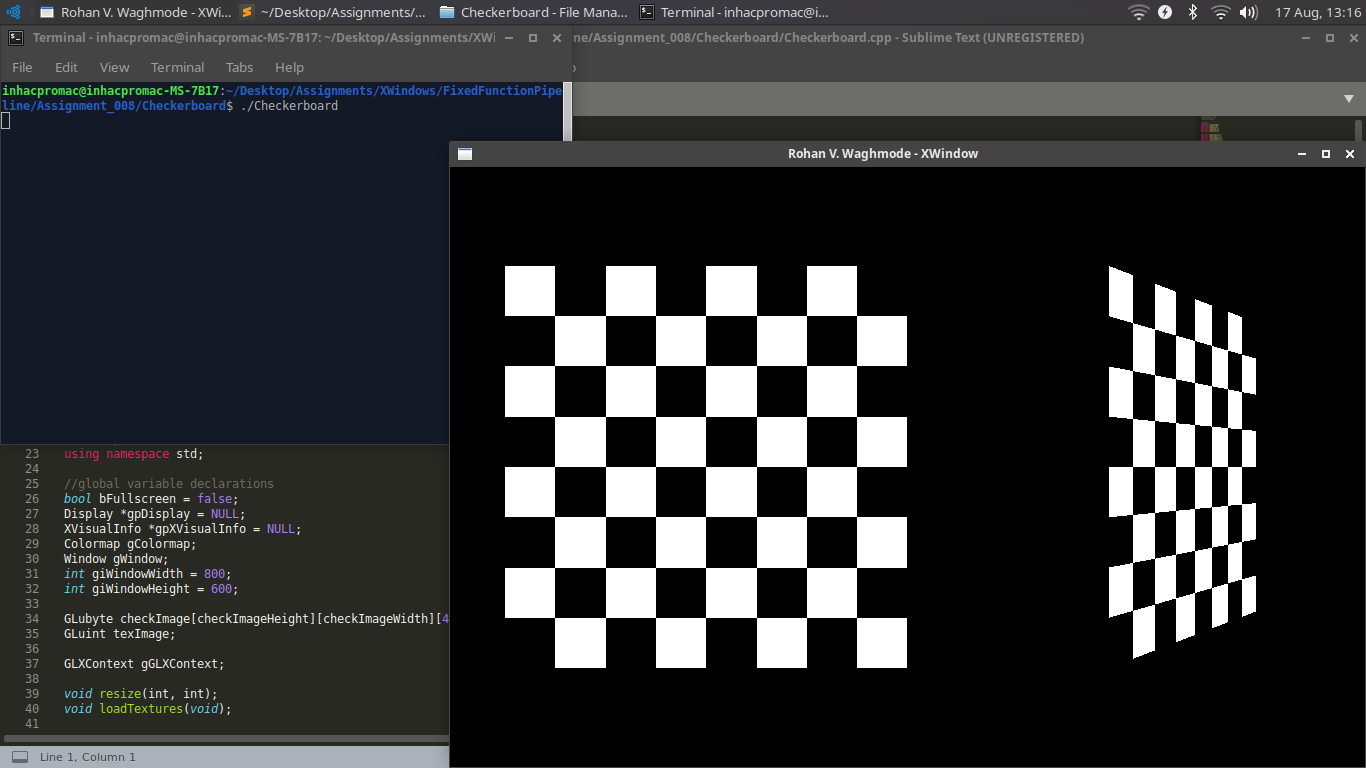 Rohan V. Waghmode - XWi... ~/Desktop/Assignments/... Checkerboard - File Mana... Terminal - inhacpromac@i... 17 Aug, 13:16
Terminal - inhacpromac@inhacpromac-MS-7B17: ~/Desktop/Assignments/XWi
ne/Assignment_008/Checkerboard/Checkerboard.cpp - Sublime Text (UNREGISTERED)
File Edit View Terminal Tabs Help
inhacpromac@inhacpromac-MS-7B17:~/Desktop/Assignments/XWindows/FixedFunctionPipe
line/Assignment_008/Checkerboard$ ./Checkerboard
Rohan V. Waghmode - XWindow
23 using namespace std;
24
25 //global variable declarations
26 bool bFullscreen = false;
27 Display *gpDisplay = NULL;
28 XVisualInfo *gpXVisualInfo = NULL;
29 Colormap gColormap;
30 Window gWindow;
31 int giWindowWidth = 800;
32 int giWindowHeight = 600;
33
34 GLubyte checkImage[checkImageHeight][checkImageWidth][4
35 GLuint texImage;
36
37 GLXContext gGLXContext;
38
39 void resize(int, int);
40 void loadTextures(void);
41
Line 1, Column 1